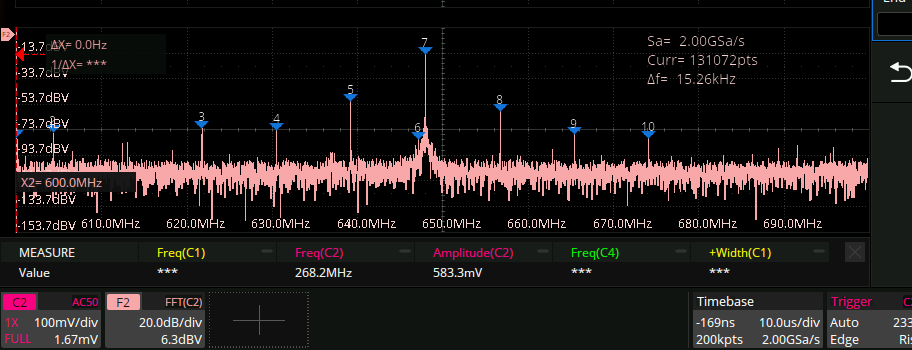 End
F2
-13.7dBV
ΔX= 0.0Hz
1/ΔX= ***
-33.7dBV
-53.7dBV
-73.7dBV
-93.7dBV
X2= 600.0MHz
-133.7dBV
-153.7dBV
3
4
5
6
7
8
9
10
Sa= 2.00GSa/s
Curr= 131072pts
Δf= 15.26kHz
610.0MHz 620.0MHz 630.0MHz 640.0MHz 650.0MHz 660.0MHz 670.0MHz 680.0MHz 690.0MHz
MEASURE Freq(C1) Freq(C2) Amplitude(C2) Freq(C4) +Width(C1)
Value *** 268.2MHz 583.3mV *** ***
C2 AC50 F2 FFT(C2) Timebase Trigger
1X 100mV/div 20.0dB/div -169ns 10.0us/div Auto
FULL 1.67mV 6.3dBV 200kpts 2.00GSa/s Edge